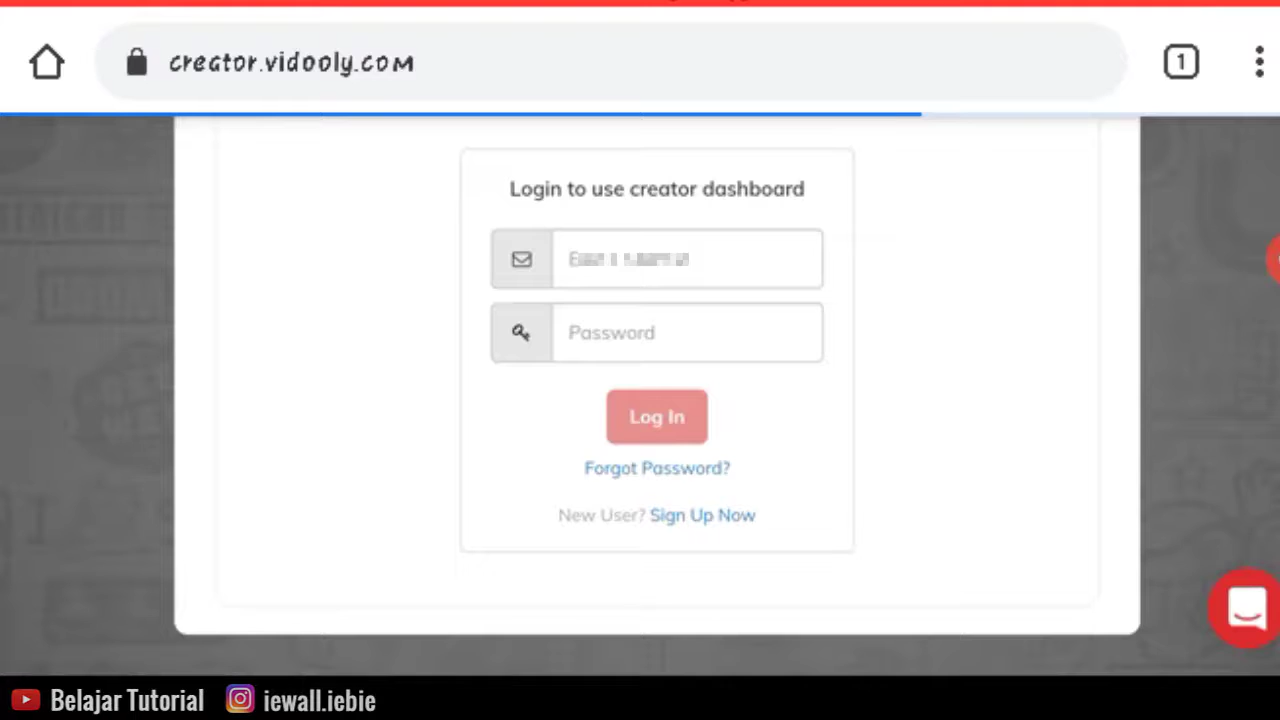 creator.vidooly.com
1
Login to use creator dashboard
Password
Log In
Forgot Password?
New User? Sign Up Now
Belajar Tutorial iewall.iebie